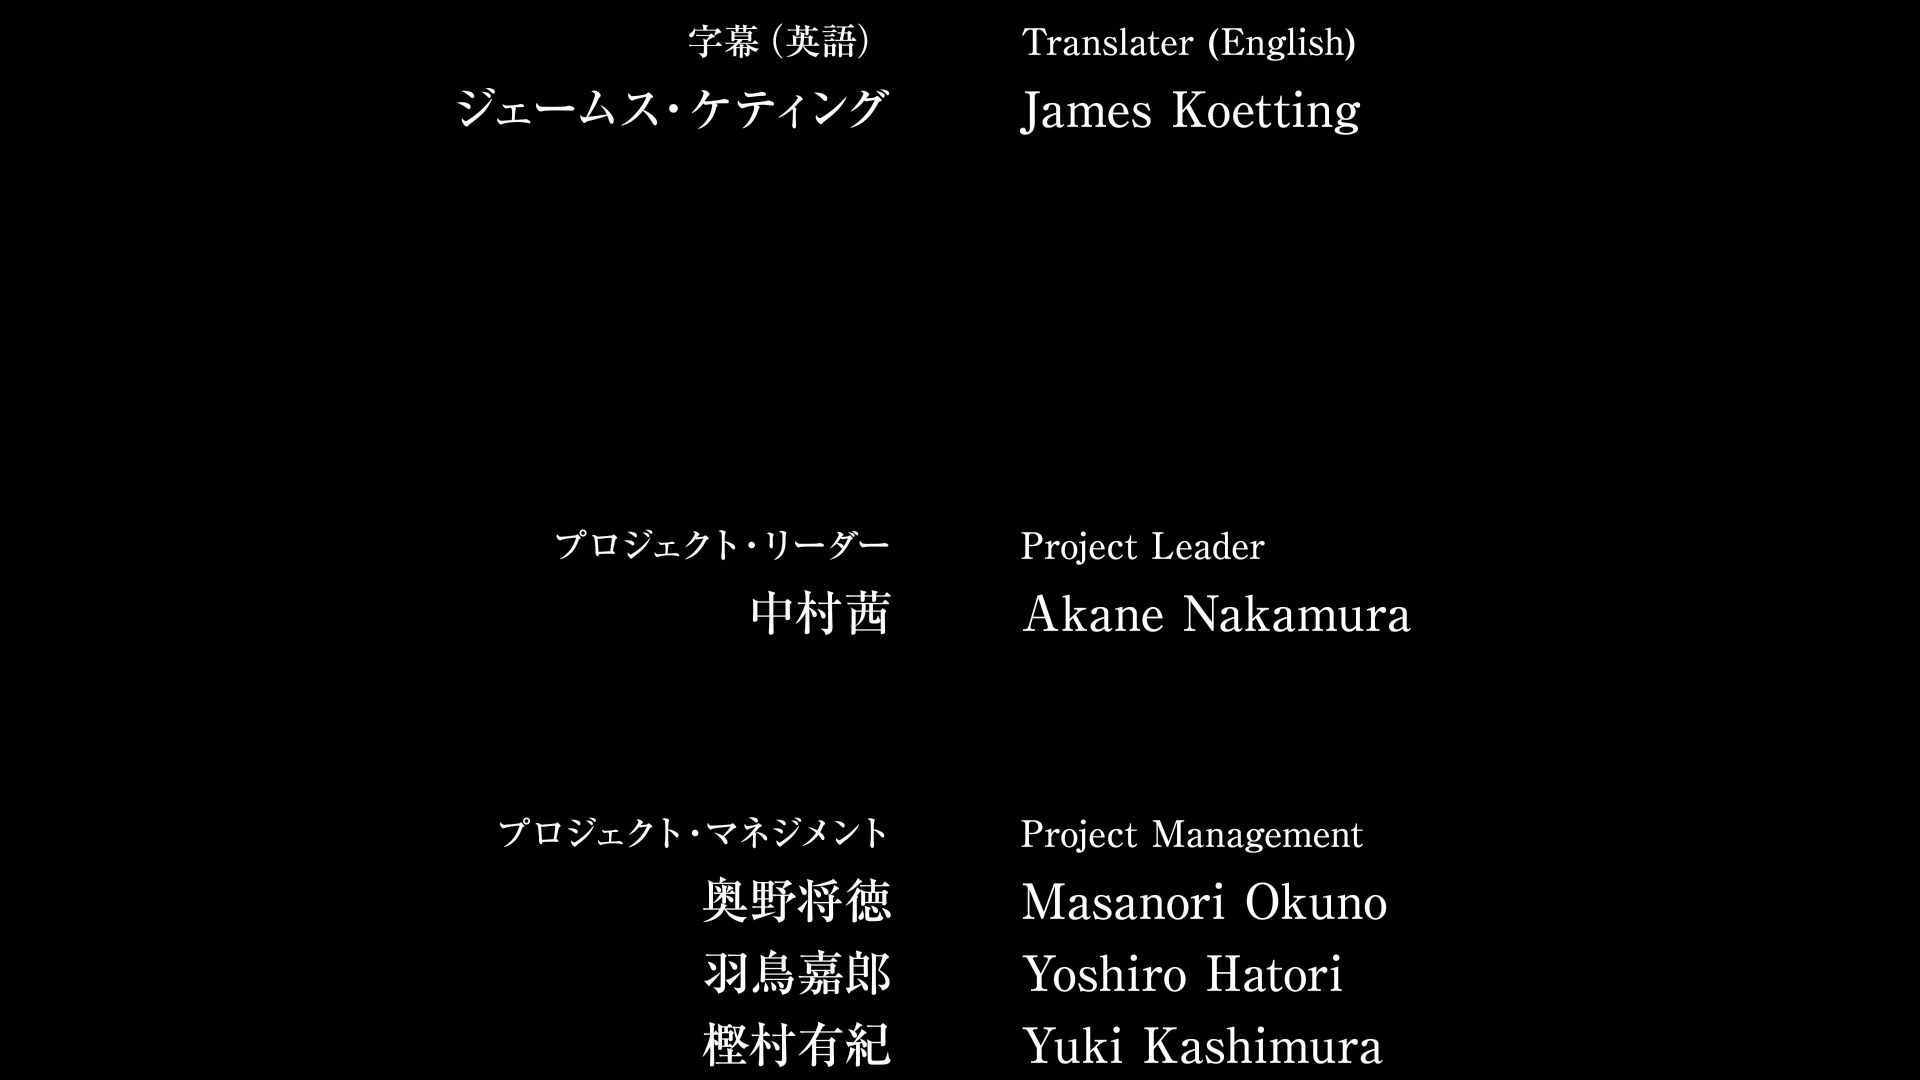 字幕（英語） Translater (English)
ジェームス・ケティング James Koetting
プロジェクト・リーダー Project Leader
中村茜 Akane Nakamura
プロジェクト・マネジメント Project Management
奥野将徳 Masanori Okuno
羽鳥嘉郎 Yoshiro Hatori
樫村有紀 Yuki Kashimura